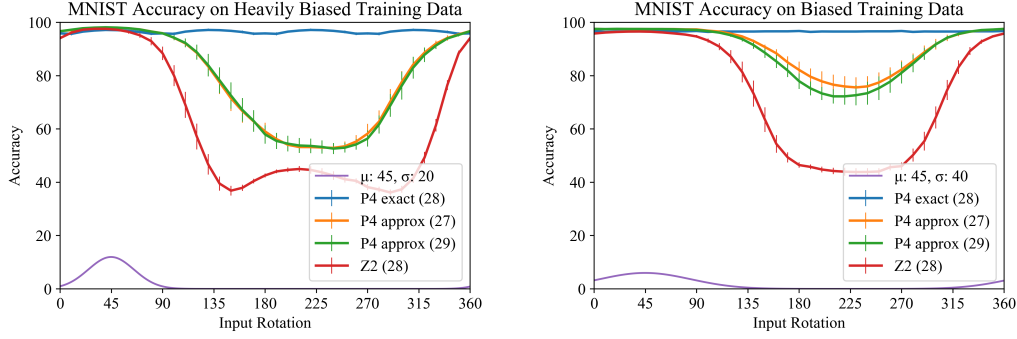 MNIST Accuracy on Heavily Biased Training Data
100
80
60
40
20
0
Accuracy
0 45 90 135 180 225 270 315 360
Input Rotation
μ: 45, σ: 20
P4 exact (28)
P4 approx (27)
P4 approx (29)
Z2 (28)
MNIST Accuracy on Biased Training Data
100
80
60
40
20
0
Accuracy
0 45 90 135 180 225 270 315 360
Input Rotation
μ: 45, σ: 40
P4 exact (28)
P4 approx (27)
P4 approx (29)
Z2 (28)